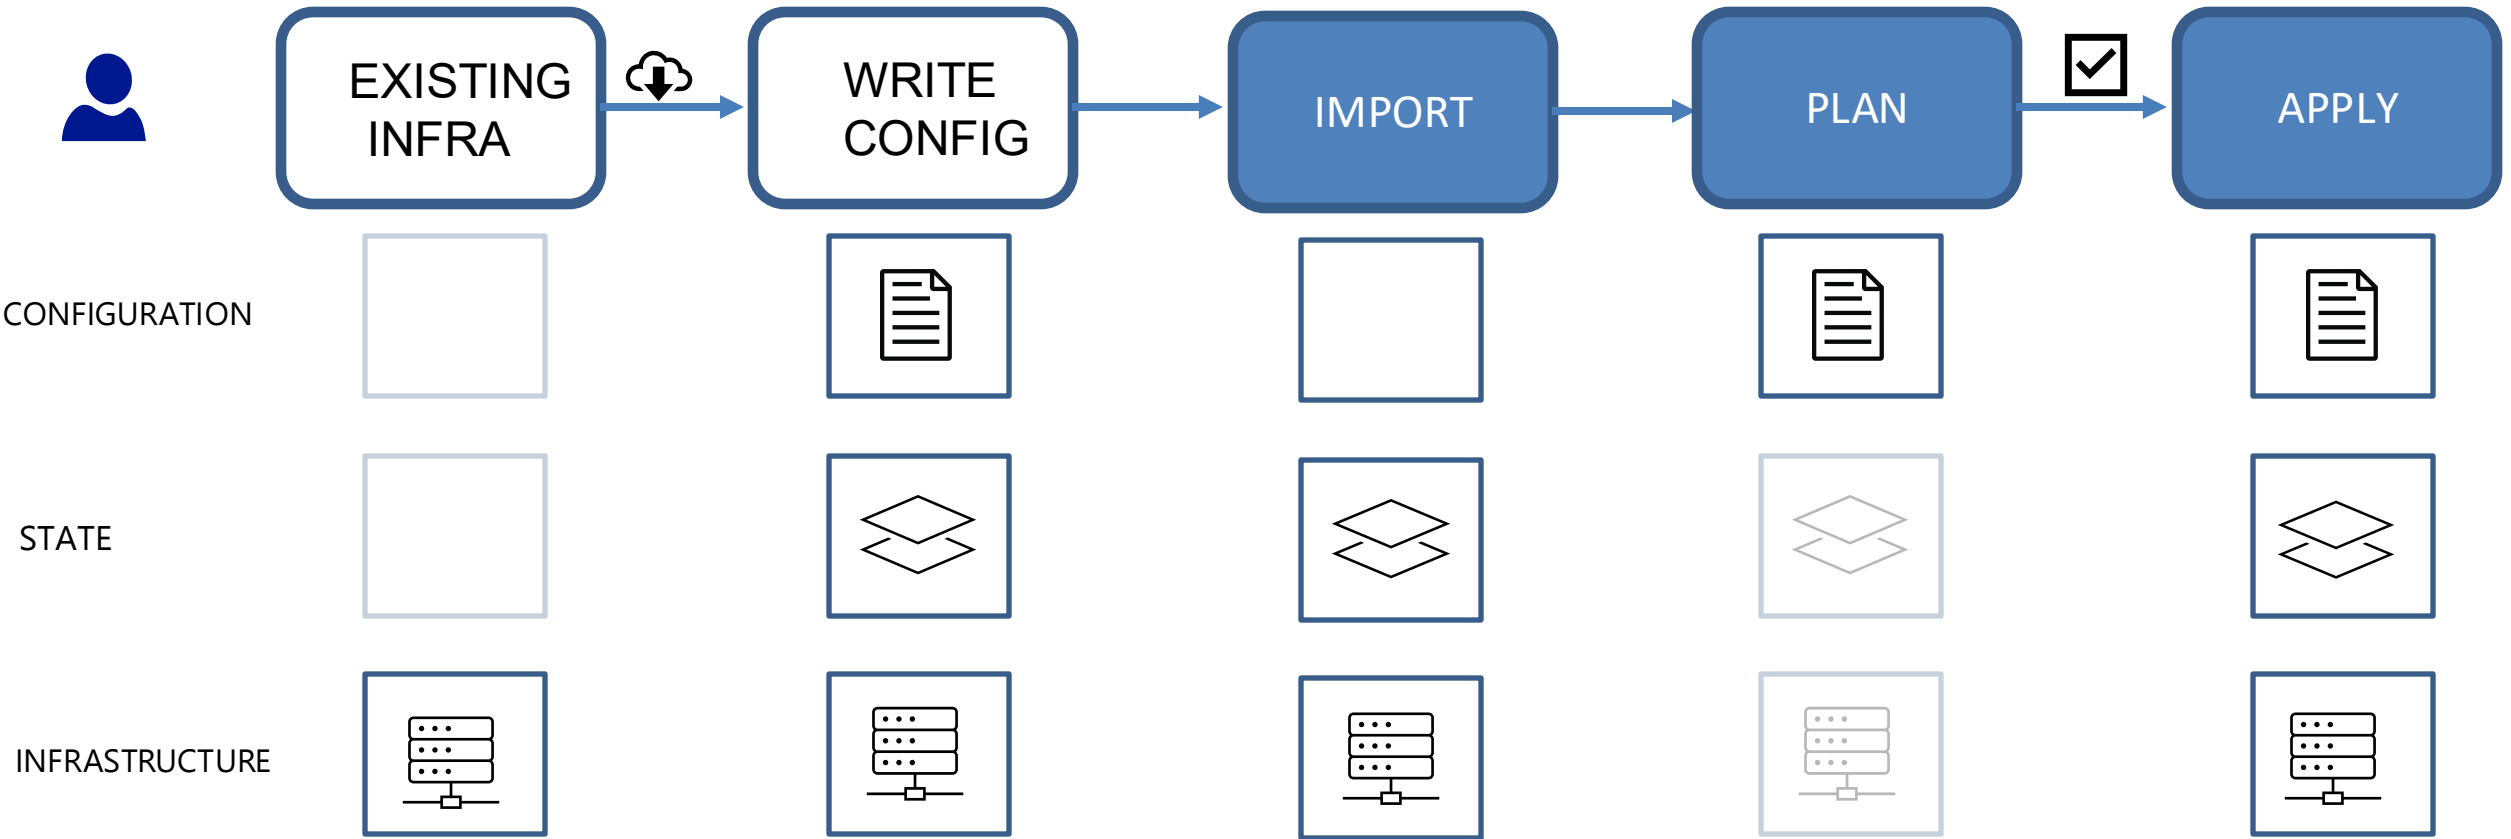 EXISTING
INFRA
WRITE
CONFIG
IMPORT
PLAN
APPLY
CONFIGURATION
STATE
INFRASTRUCTURE